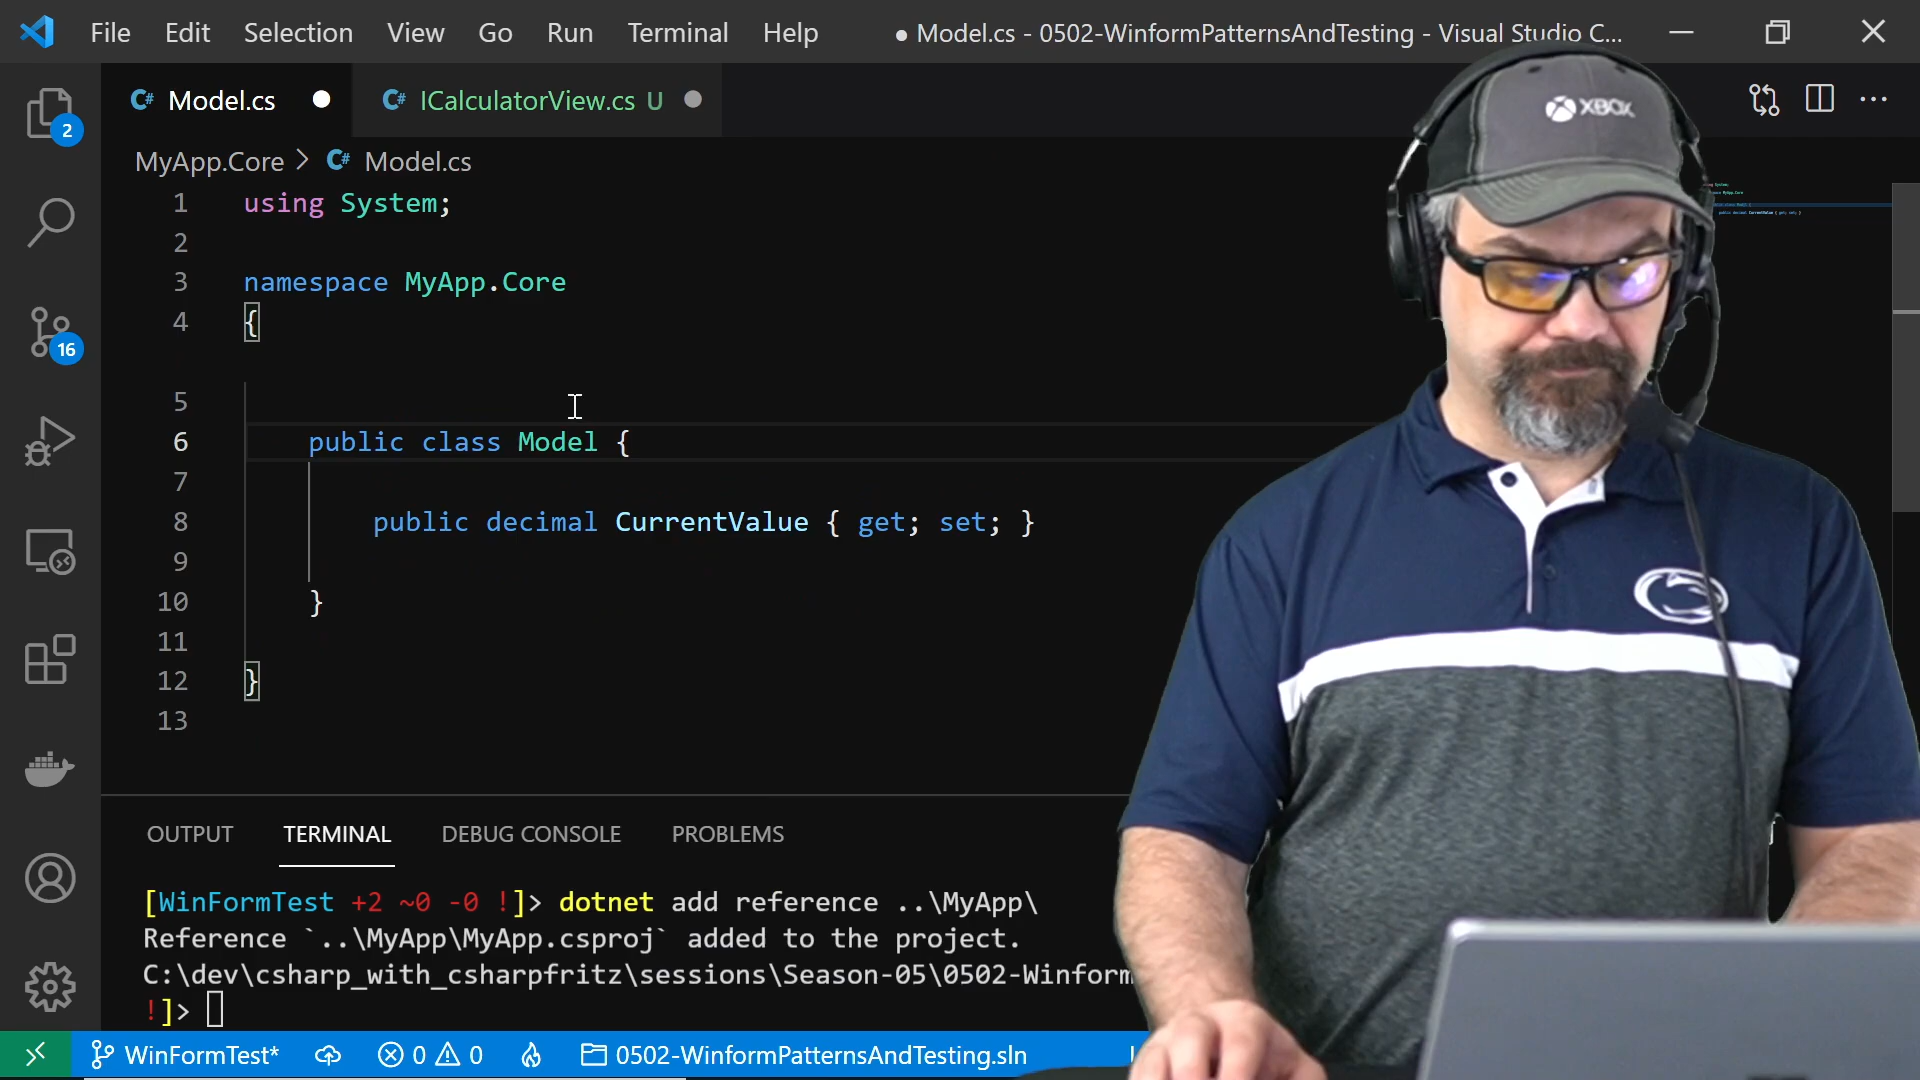 File Edit Selection View Go Run Terminal Help ● Model.cs - 0502-WinformPatternsAndTesting - Visual Studio C...
Model.cs
ICalculatorView.cs U
2
XBOX
MyApp.Core > Model.cs
1 using System;
2
3 namespace MyApp.Core
4 {
5
6 public class Model {
7
8 public decimal CurrentValue { get; set; }
9
10 }
11
12 }
13
16
OUTPUT TERMINAL DEBUG CONSOLE PROBLEMS
[WinFormTest +2 ~0 -0 !]> dotnet add reference ..\MyApp\
Reference `..\MyApp\MyApp.csproj` added to the project.
C:\dev\csharp_with_csharpfritz\sessions\Season-05\0502-Winform
!]>
WinFormTest* 0 0 0502-WinformPatternsAndTesting.sln